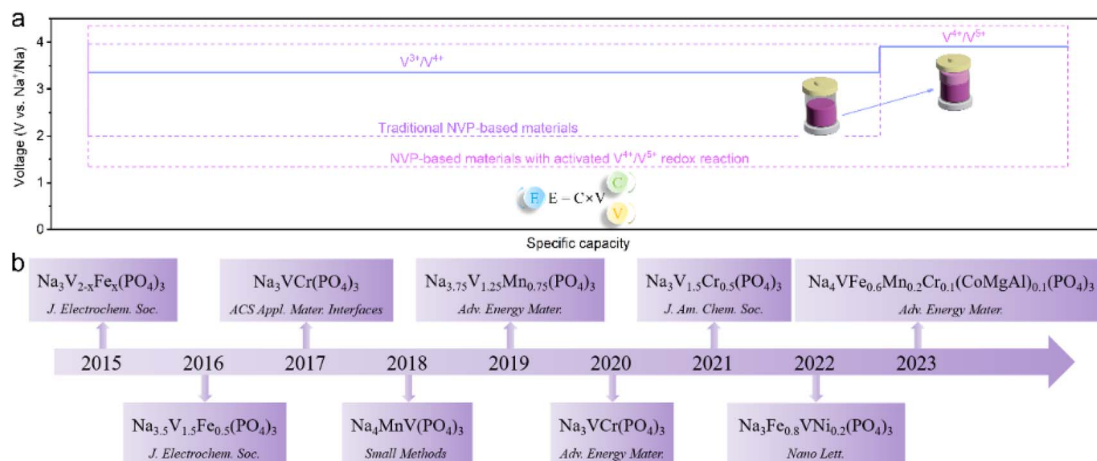 a
Voltage (V vs. Na⁺/Na)
4
3
2
1
0
V³⁺/V⁴⁺
V⁴⁺/V⁵⁺
Traditional NVP-based materials
NVP-based materials with activated V⁴⁺/V⁵⁺ redox reaction
E E – C×V
C
V
Specific capacity
b
Na₃V₂₋ₓFeₓ(PO₄)₃
J. Electrochem. Soc.
Na₃VCr(PO₄)₃
ACS Appl. Mater. Interfaces
Na₃.₇₅V₁.₂₅Mn₀.₇₅(PO₄)₃
Adv. Energy Mater.
Na₃V₁.₅Cr₀.₅(PO₄)₃
J. Am. Chem. Soc.
Na₄VFe₀.₆Mn₀.₂Cr₀.₁(CoMgAl)₀.₁(PO₄)₃
Adv. Energy Mater.
2015 2016 2017 2018 2019 2020 2021 2022 2023
Na₃.₅V₁.₅Fe₀.₅(PO₄)₃
J. Electrochem. Soc.
Na₄MnV(PO₄)₃
Small Methods
Na₃VCr(PO₄)₃
Adv. Energy Mater.
Na₃Fe₀.₈VNi₀.₂(PO₄)₃
Nano Lett.